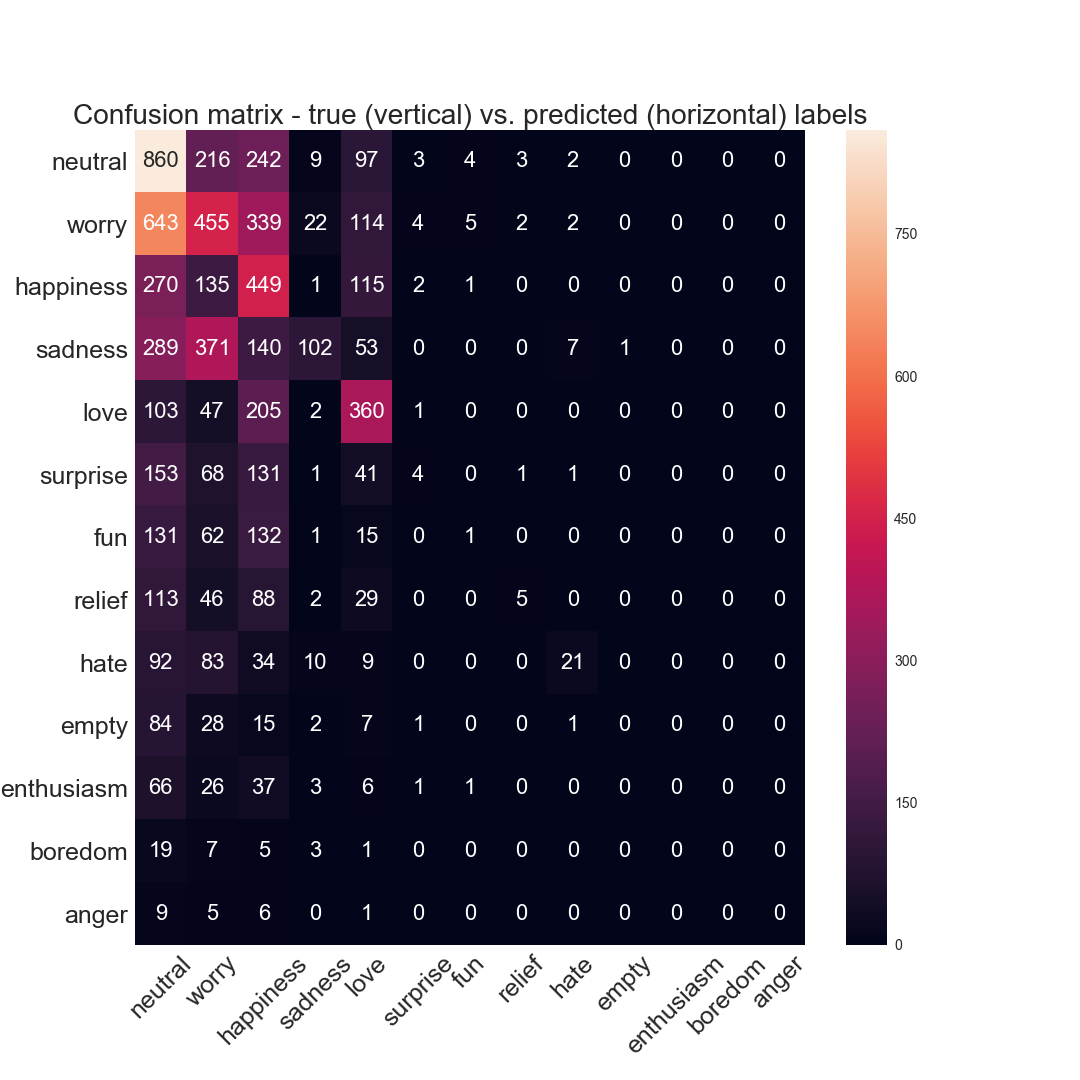 Confusion matrix - true (vertical) vs. predicted (horizontal) labels
neutral 860 216 242 9 97 3 4 3 2 0 0 0 0
worry 643 455 339 22 114 4 5 2 2 0 0 0 0
happiness 270 135 449 1 115 2 1 0 0 0 0 0 0
sadness 289 371 140 102 53 0 0 0 7 1 0 0 0
love 103 47 205 2 360 1 0 0 0 0 0 0 0
surprise 153 68 131 1 41 4 0 1 1 0 0 0 0
fun 131 62 132 1 15 0 1 0 0 0 0 0 0
relief 113 46 88 2 29 0 0 5 0 0 0 0 0
hate 92 83 34 10 9 0 0 0 21 0 0 0 0
empty 84 28 15 2 7 1 0 0 1 0 0 0 0
enthusiasm 66 26 37 3 6 1 1 0 0 0 0 0 0
boredom 19 7 5 3 1 0 0 0 0 0 0 0 0
anger 9 5 6 0 1 0 0 0 0 0 0 0 0
neutral worry happiness sadness love surprise fun relief hate empty enthusiasm boredom anger
750
600
450
300
150
0